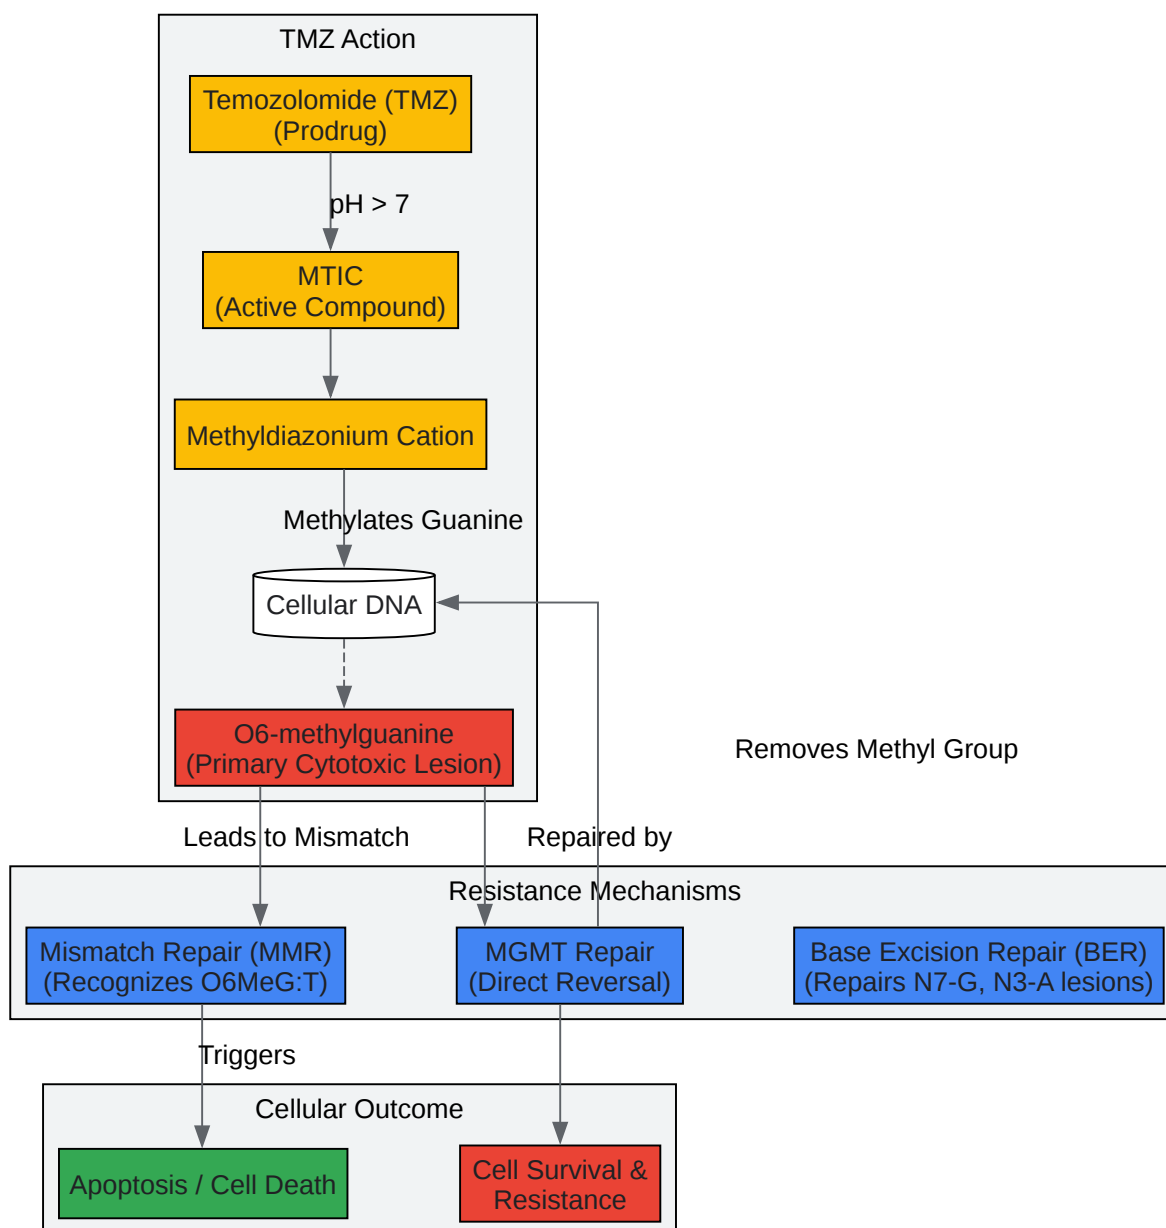 TMZ Action
Temozolomide (TMZ)
(Prodrug)
pH > 7
MTIC
(Active Compound)
Methyldiazonium Cation
Methylates Guanine
Cellular DNA
O6-methylguanine
(Primary Cytotoxic Lesion)
Removes Methyl Group
Leads to Mismatch
Repaired by
Resistance Mechanisms
Mismatch Repair (MMR)
(Recognizes O6MeG:T)
MGMT Repair
(Direct Reversal)
Base Excision Repair (BER)
(Repairs N7-G, N3-A lesions)
Triggers
Cellular Outcome
Apoptosis / Cell Death
Cell Survival &
Resistance